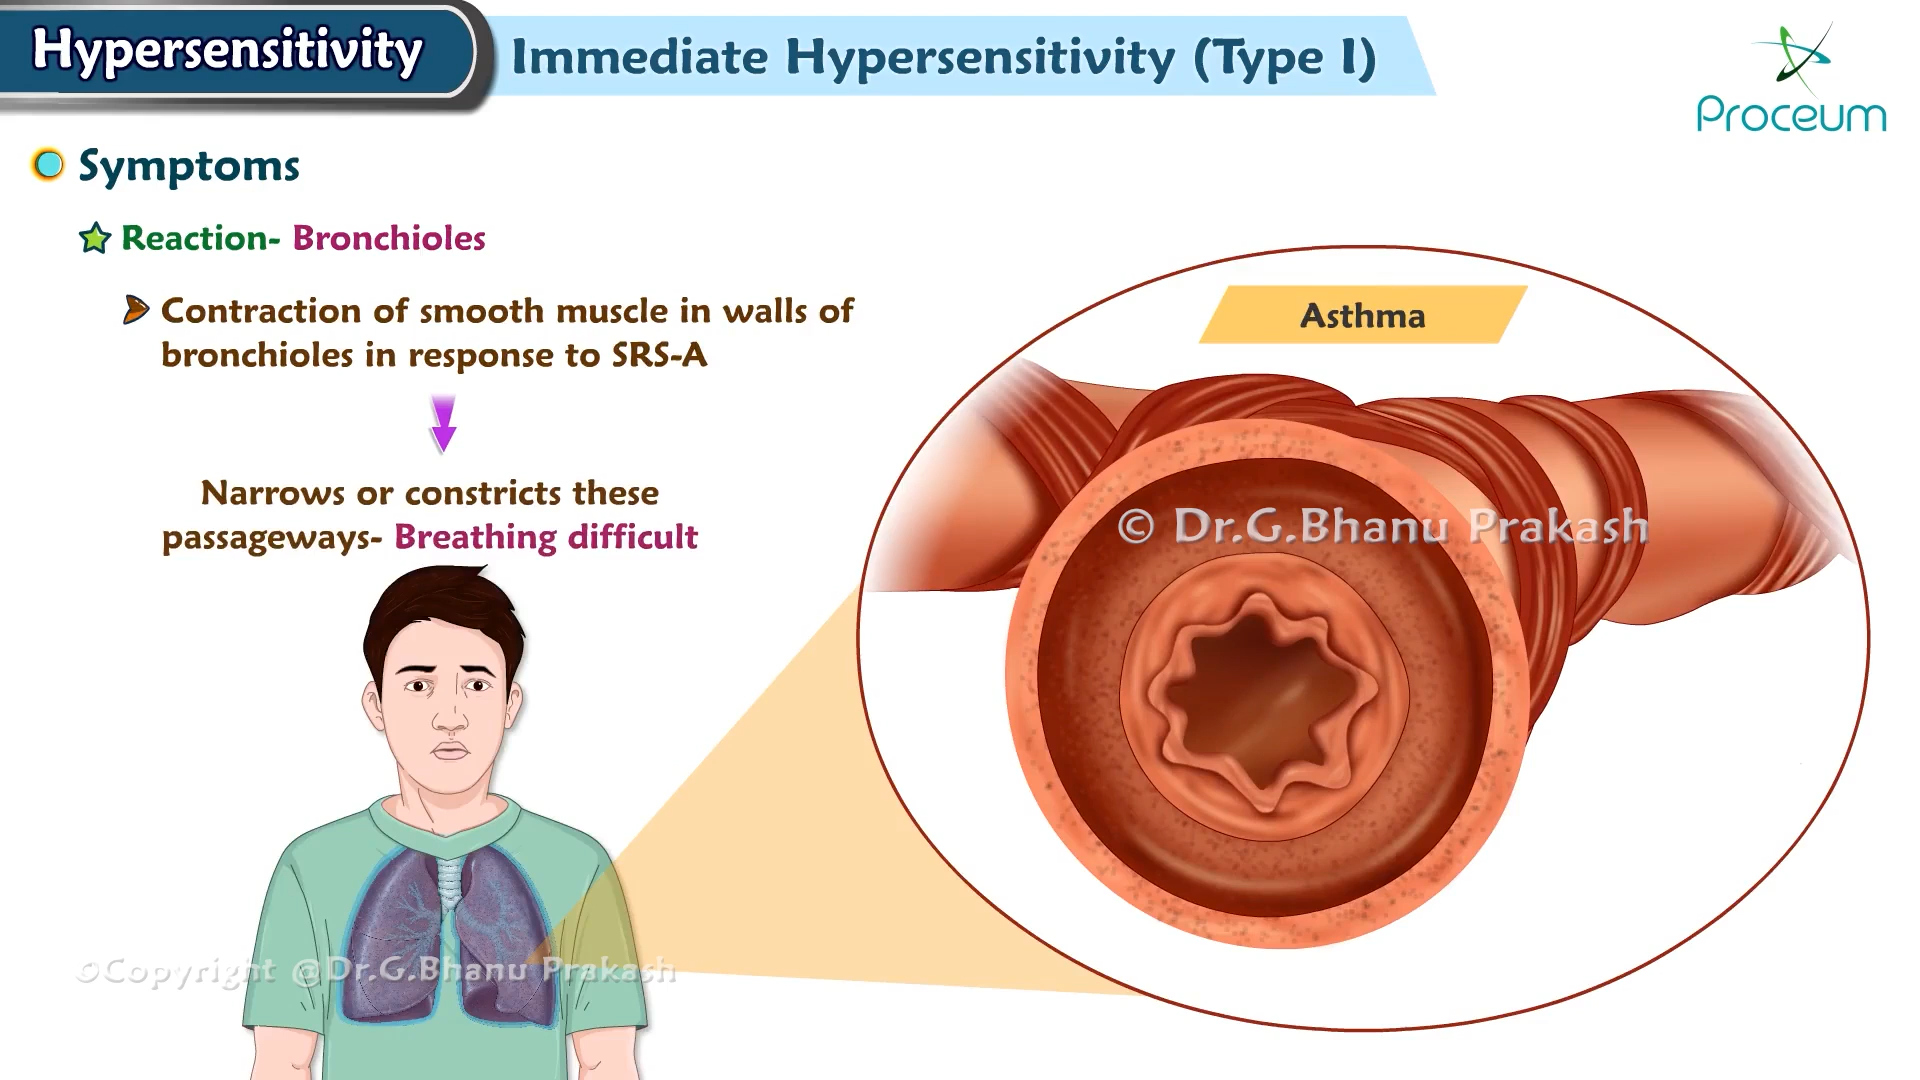 Hypersensitivity
Immediate Hypersensitivity (Type I)
Proceum
Symptoms
Reaction- Bronchioles
Contraction of smooth muscle in walls of
bronchioles in response to SRS-A
Narrows or constricts these
passageways- Breathing difficult
Asthma
© Dr.G.Bhanu Prakash
©Copyright @Dr.G.Bhanu Prakash